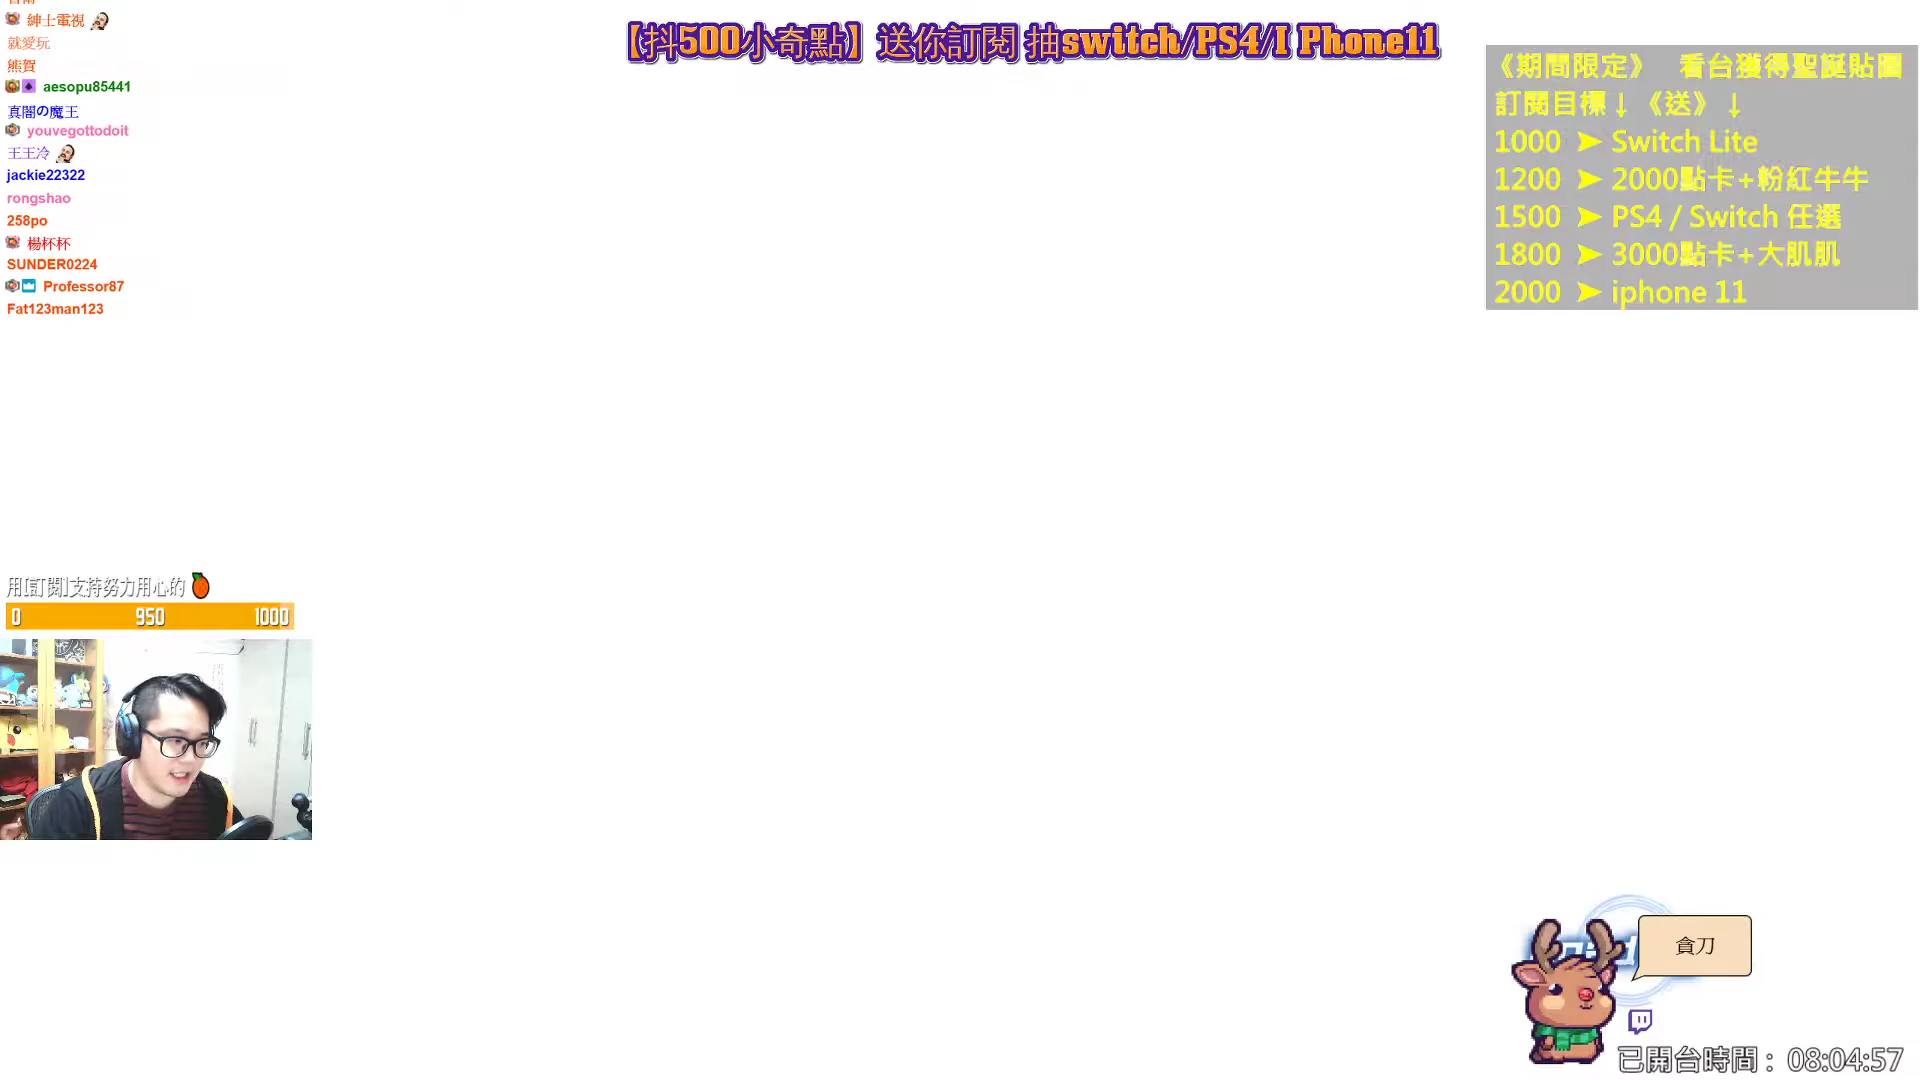 紳士電視
就愛玩
熊賀
aesopu85441
真闇の魔王
youvegottodoit
王王冷
jackie22322
rongshao
258po
楊杯杯
SUNDER0224
Professor87
Fat123man123
【抖500小奇點】送你訂閱 抽switch/PS4/I Phone11
《期間限定》 看台獲得聖誕貼圖
訂閱目標↓《送》↓
1000 ➤ Switch Lite
1200 ➤ 2000點卡+粉紅牛牛
1500 ➤ PS4 / Switch 任選
1800 ➤ 3000點卡+大肌肌
2000 ➤ iphone 11
用[訂閱]支持努力用心的
0 950 1000
貪刀
已開台時間： 08:04:57